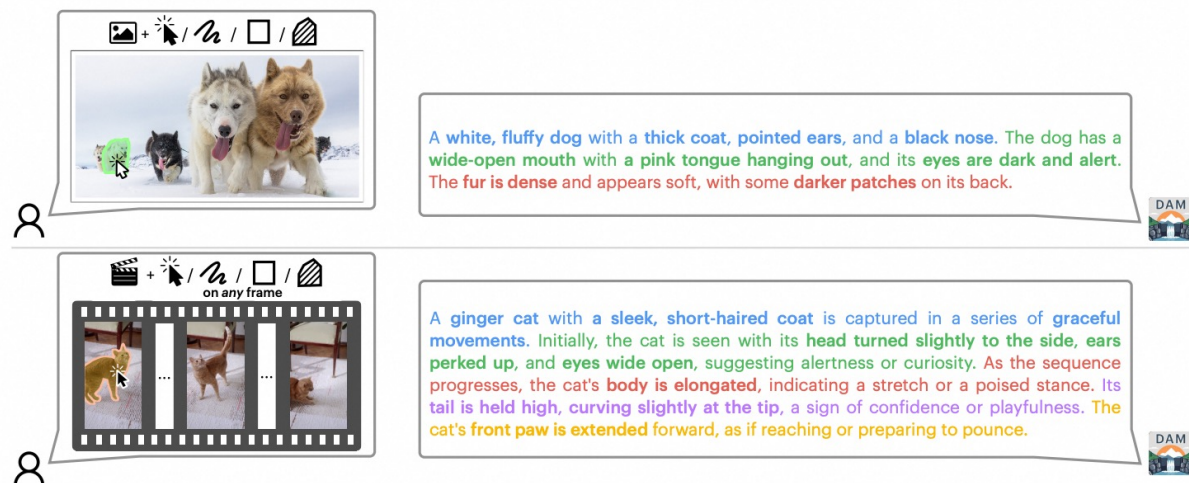 + / / /
A white, fluffy dog with a thick coat, pointed ears, and a black nose. The dog has a
wide-open mouth with a pink tongue hanging out, and its eyes are dark and alert.
The fur is dense and appears soft, with some darker patches on its back.
DAM
+ / / /
on any frame
... ...
A ginger cat with a sleek, short-haired coat is captured in a series of graceful
movements. Initially, the cat is seen with its head turned slightly to the side, ears
perked up, and eyes wide open, suggesting alertness or curiosity. As the sequence
progresses, the cat's body is elongated, indicating a stretch or a poised stance. Its
tail is held high, curving slightly at the tip, a sign of confidence or playfulness. The
cat's front paw is extended forward, as if reaching or preparing to pounce.
DAM